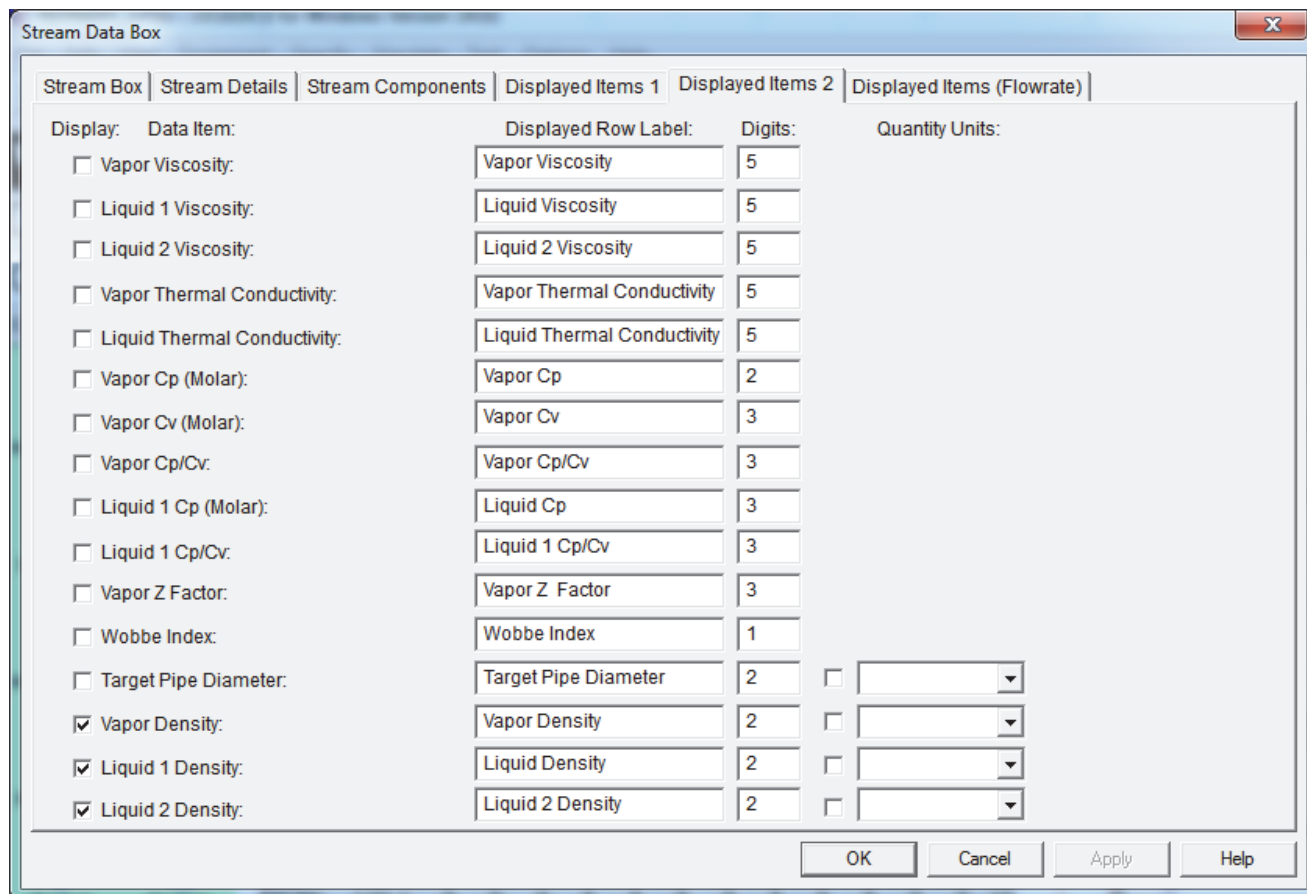 Stream Data Box
Stream Box Stream Details Stream Components Displayed Items 1 Displayed Items 2 Displayed Items (Flowrate)
Display: Data Item: Displayed Row Label: Digits: Quantity Units:
Vapor Viscosity: Vapor Viscosity 5
Liquid 1 Viscosity: Liquid Viscosity 5
Liquid 2 Viscosity: Liquid 2 Viscosity 5
Vapor Thermal Conductivity: Vapor Thermal Conductivity 5
Liquid Thermal Conductivity: Liquid Thermal Conductivity 5
Vapor Cp (Molar): Vapor Cp 2
Vapor Cv (Molar): Vapor Cv 3
Vapor Cp/Cv: Vapor Cp/Cv 3
Liquid 1 Cp (Molar): Liquid Cp 3
Liquid 1 Cp/Cv: Liquid 1 Cp/Cv 3
Vapor Z Factor: Vapor Z  Factor 3
Wobbe Index: Wobbe Index 1
Target Pipe Diameter: Target Pipe Diameter 2
Vapor Density: Vapor Density 2
Liquid 1 Density: Liquid Density 2
Liquid 2 Density: Liquid 2 Density 2
OK Cancel Apply Help